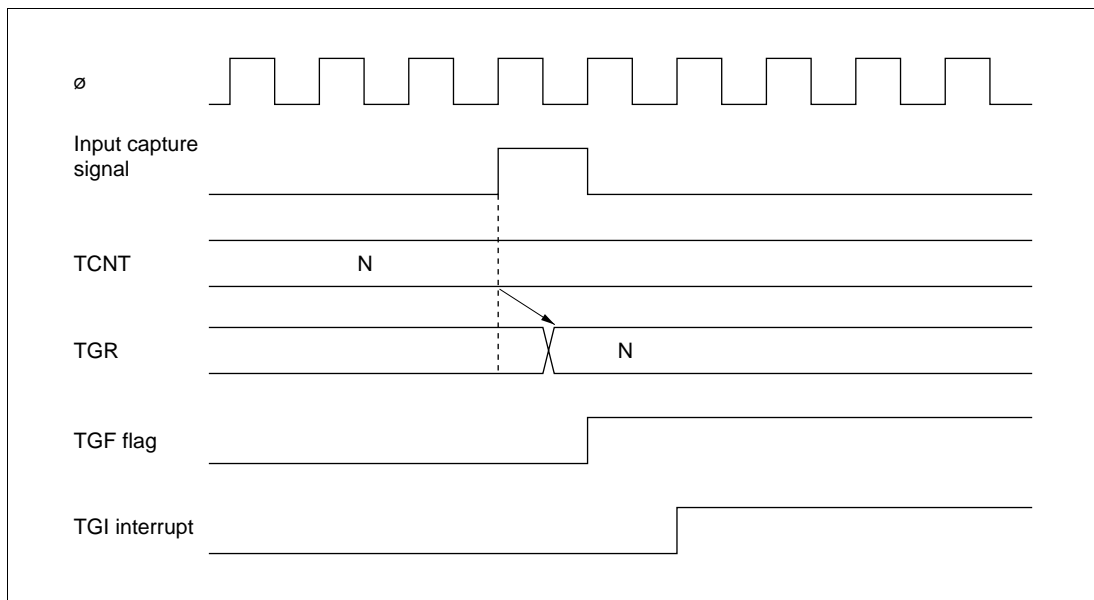 ø
Input capture
signal
TCNT
N
TGR
N
TGF flag
TGI interrupt